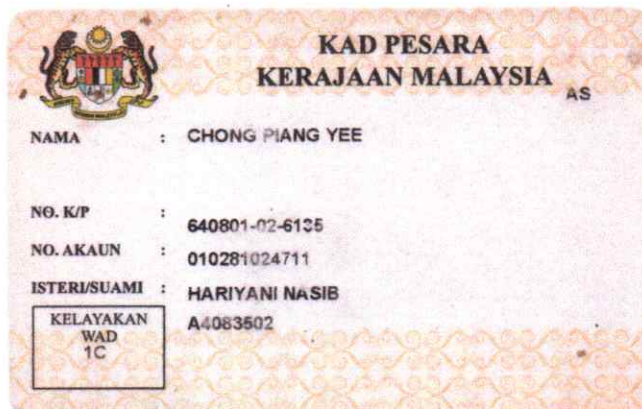 KAD PESARA
KERAJAAN MALAYSIA
AS
NAMA : CHONG PIANG YEE
NO. K/P : 640801-02-6135
NO. AKAUN : 010281024711
ISTERI/SUAMI : HARIYANI NASIB
A4083502
KELAYAKAN
WAD
1C